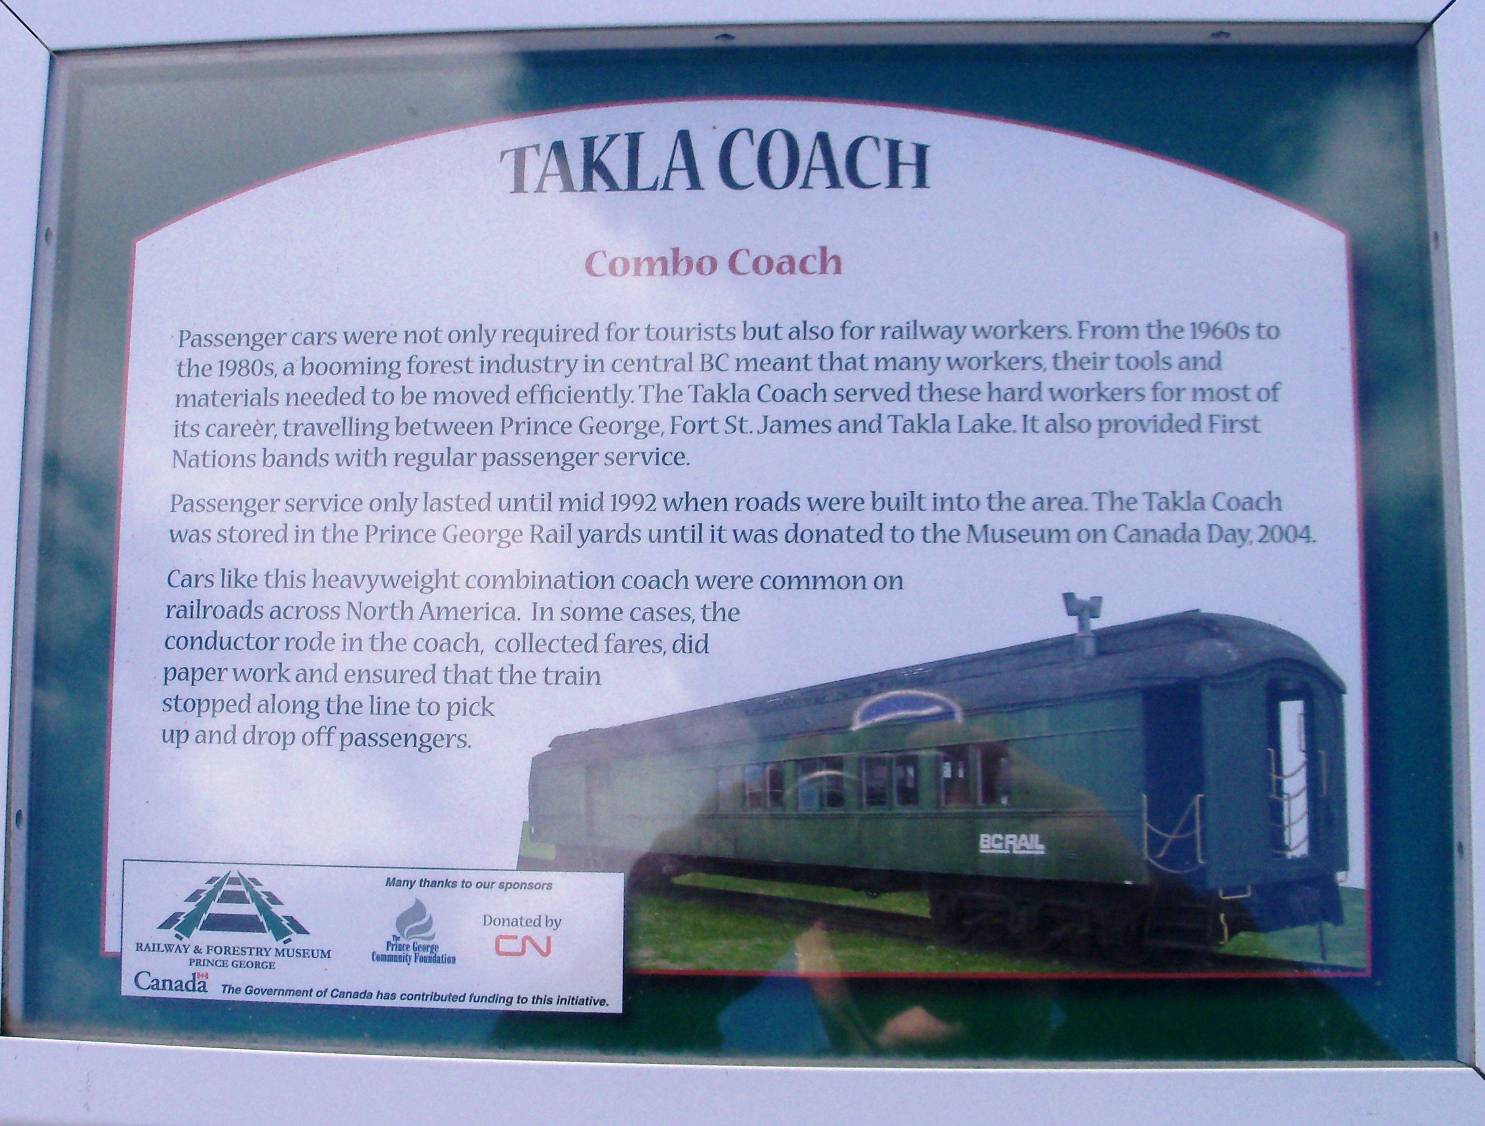 TAKLA COACH
Combo Coach
Passenger cars were not only required for tourists but also for railway workers. From the 1960s to
the 1980s, a booming forest industry in central BC meant that many workers, their tools and
materials needed to be moved efficiently. The Takla Coach served these hard workers for most of
its career, travelling between Prince George, Fort St. James and Takla Lake. It also provided First
Nations bands with regular passenger service.
Passenger service only lasted until mid 1992 when roads were built into the area. The Takla Coach
was stored in the Prince George Rail yards until it was donated to the Museum on Canada Day, 2004.
Cars like this heavyweight combination coach were common on
railroads across North America. In some cases, the
conductor rode in the coach, collected fares, did
paper work and ensured that the train
stopped along the line to pick
up and drop off passengers.
BC RAIL
Many thanks to our sponsors
RAILWAY & FORESTRY MUSEUM
PRINCE GEORGE
The
Prince George
Community Foundation
Donated by
CN
Canada
The Government of Canada has contributed funding to this initiative.